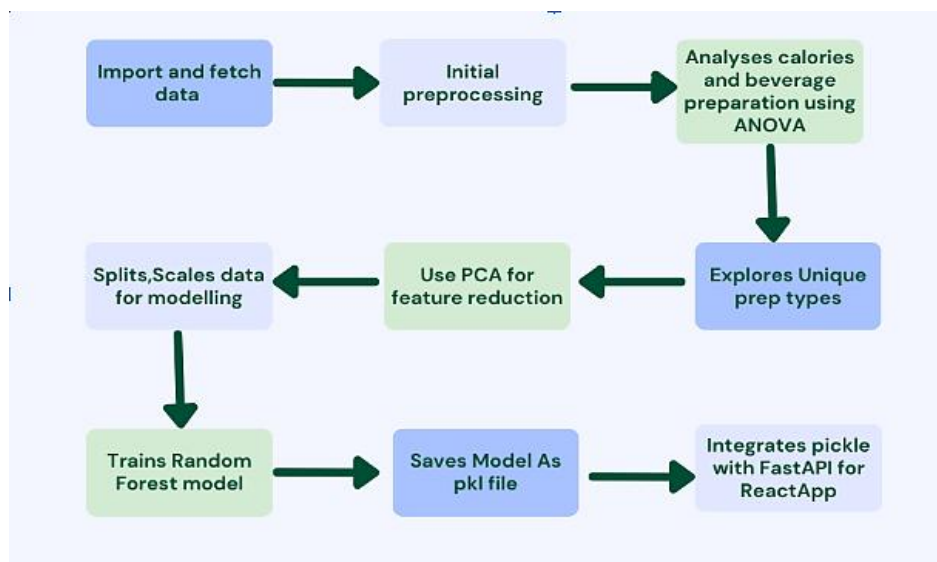 Import and fetch
data
Initial
preprocessing
Analyses calories
and beverage
preparation using
ANOVA
Explores Unique
prep types
Use PCA for
feature reduction
Splits,Scales data
for modelling
Trains Random
Forest model
Saves Model As
pkl file
Integrates pickle
with FastAPI for
ReactApp